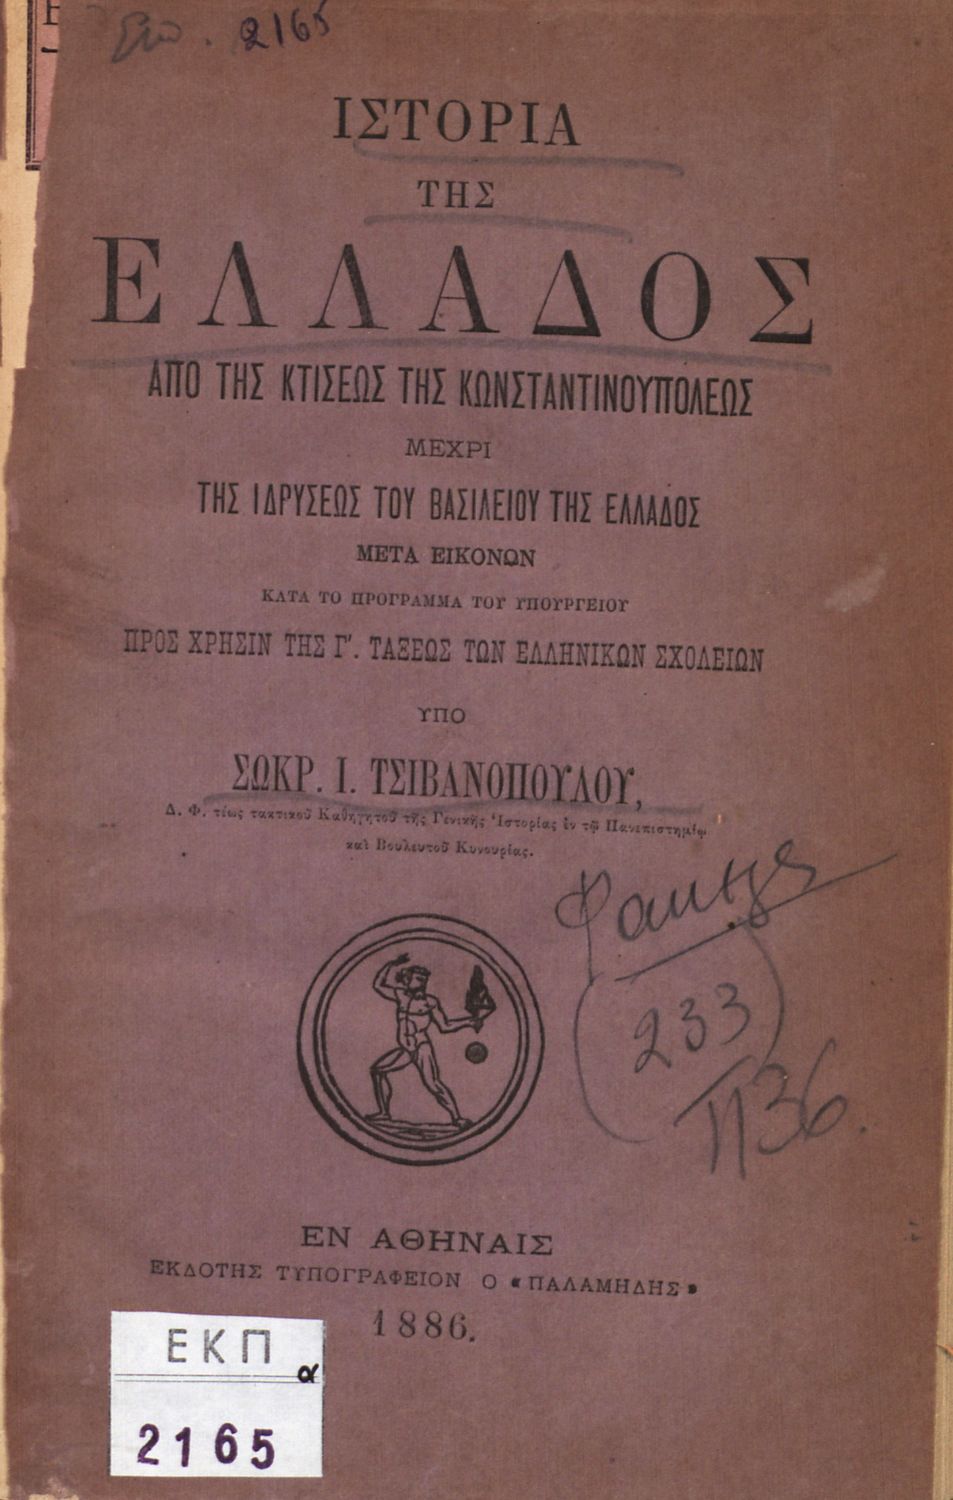 2165
ΙΣΤΟΡΙΑ
ΤΗΣ
ΕΛΛΑΔΟΣ
ΑΠΟ ΤΗΣ ΚΤΙΣΕΩΣ ΤΗΣ ΚΩΝΣΤΑΝΤΙΝΟΥΠΟΛΕΩΣ
ΜΕΧΡΙ
ΤΗΣ ΙΔΡΥΣΕΩΣ ΤΟΥ ΒΑΣΙΛΕΙΟΥ ΤΗΣ ΕΛΛΑΔΟΣ
ΜΕΤΑ ΕΙΚΟΝΩΝ
ΚΑΤΑ ΤΟ ΠΡΟΓΡΑΜΜΑ ΤΟΥ ΥΠΟΥΡΓΕΙΟΥ
ΠΡΟΣ ΧΡΗΣΙΝ ΤΗΣ Γ'. ΤΑΞΕΩΣ ΤΩΝ ΕΛΛΗΝΙΚΩΝ ΣΧΟΛΕΙΩΝ
ΥΠΟ
ΣΩΚΡ. Ι. ΤΣΙΒΑΝΟΠΟΥΛΟΥ,
Δ. Φ. τέως τακτικοῦ Καθηγητοῦ τῆς Γενικῆς Ἱστορίας ἐν τῷ Πανεπιστημίῳ
καὶ Βουλευτοῦ Κυνουρίας.
233
Π36.
ΕΝ ΑΘΗΝΑΙΣ
ΕΚΔΟΤΗΣ ΤΥΠΟΓΡΑΦΕΙΟΝ Ο «ΠΑΛΑΜΗΔΗΣ»
1886.
ΕΚΠ
α
2165